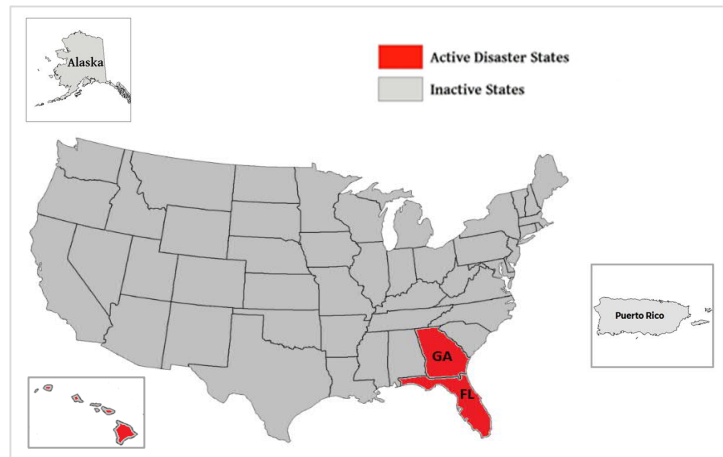 Alaska
Active Disaster States
Inactive States
Puerto Rico
GA
FL